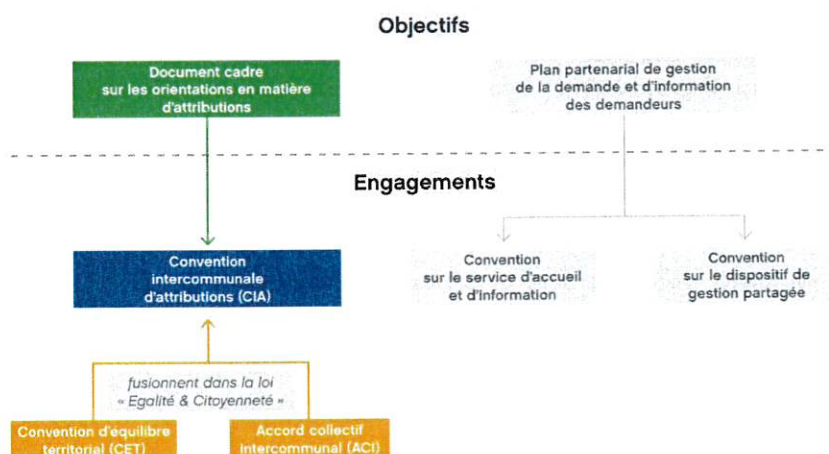 Objectifs
Document cadre
sur les orientations en matière
d'attributions
Plan partenarial de gestion
de la demande et d'information
des demandeurs
Engagements
Convention
intercommunale
d'attributions (CIA)
Convention
sur le service d'accueil
et d'information
Convention
sur le dispositif de
gestion partagée
fusionnent dans la loi
« Egalité & Citoyenneté »
Convention d'équilibre
territorial (CET)
Accord collectif
intercommunal (ACI)